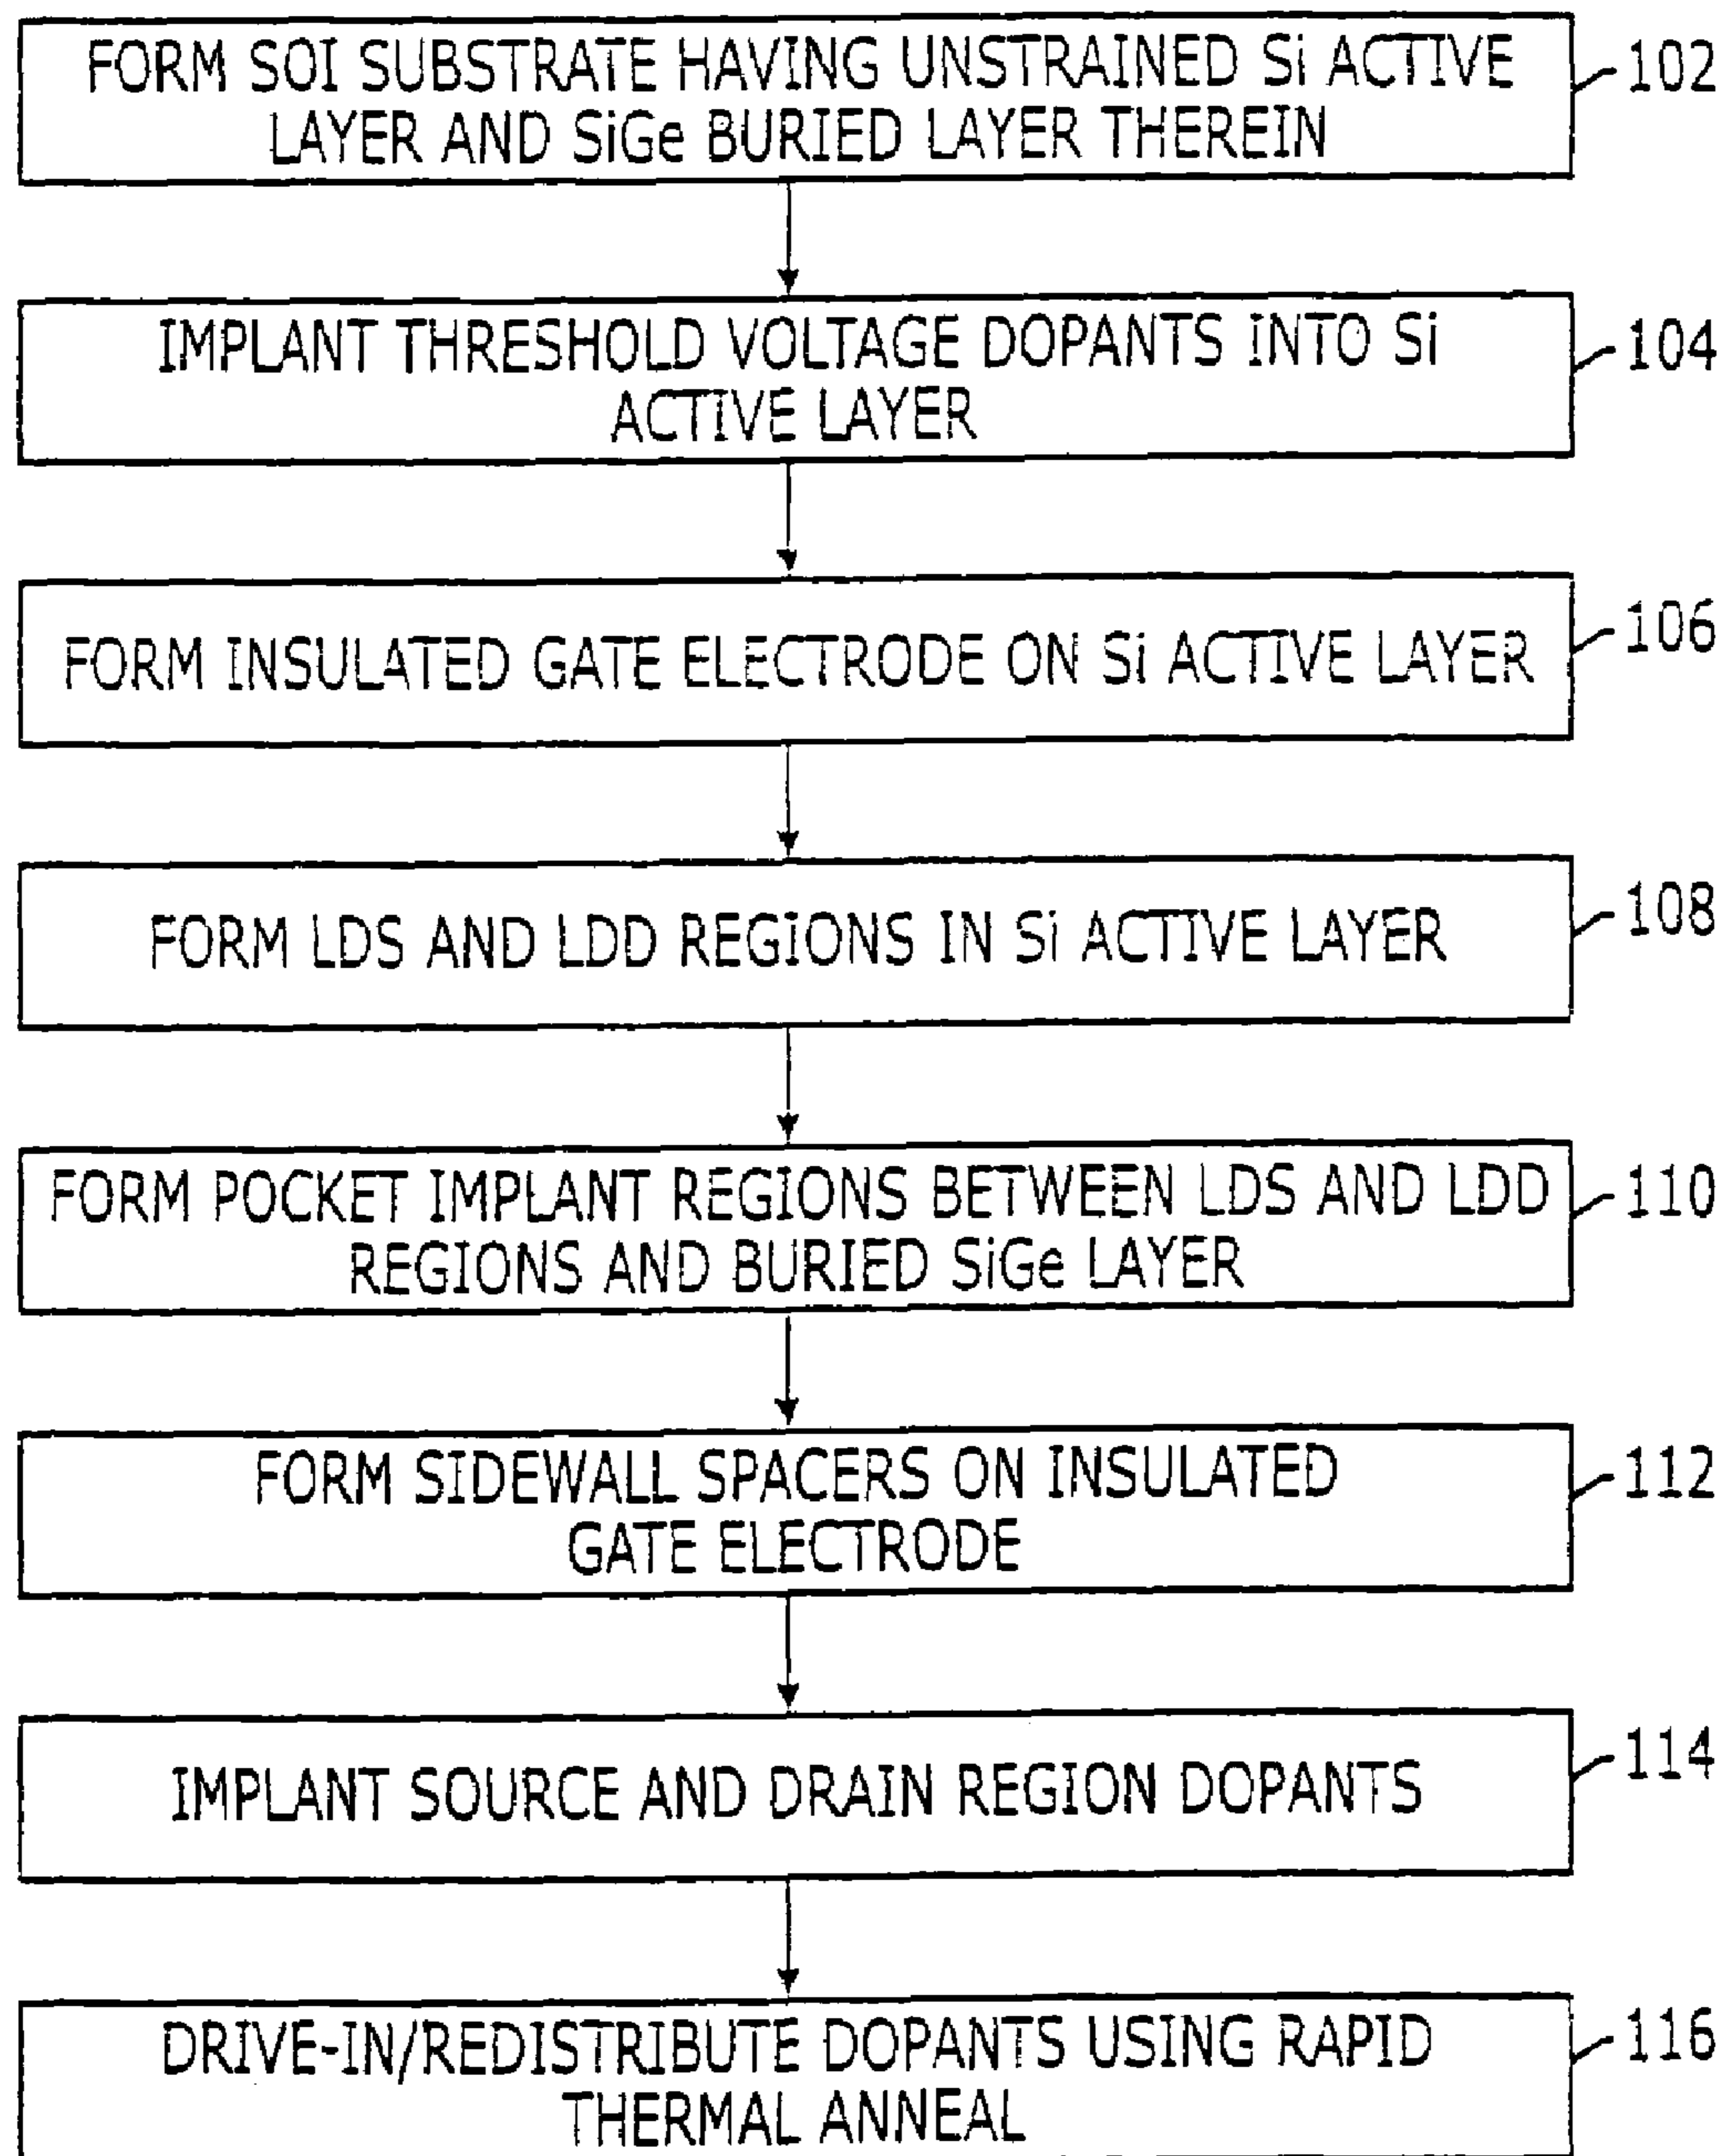 FORM SOI SUBSTRATE HAVING UNSTRAINED Si ACTIVE
LAYER AND SiGe BURIED LAYER THEREIN
102
IMPLANT THRESHOLD VOLTAGE DOPANTS INTO Si
ACTIVE LAYER
104
FORM INSULATED GATE ELECTRODE ON Si ACTIVE LAYER
106
FORM LDS AND LDD REGIONS IN Si ACTIVE LAYER
108
FORM POCKET IMPLANT REGIONS BETWEEN LDS AND LDD
REGIONS AND BURIED SiGe LAYER
110
FORM SIDEWALL SPACERS ON INSULATED
GATE ELECTRODE
112
IMPLANT SOURCE AND DRAIN REGION DOPANTS
114
DRIVE-IN/REDISTRIBUTE DOPANTS USING RAPID
THERMAL ANNEAL
116